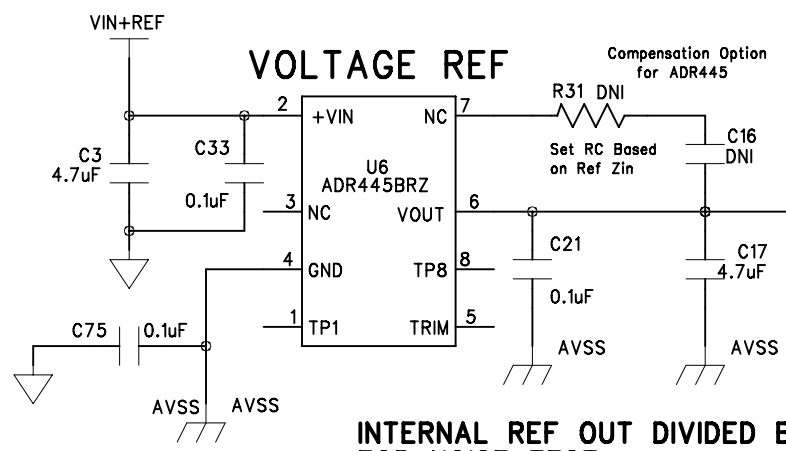 VIN+REF
VOLTAGE REF
Compensation Option
for ADR445
2
+VIN
NC
7
R31 DNI
C3
4.7uF
C33
0.1uF
U6
ADR445BRZ
Set RC Based
on Ref Zin
C16
DNI
3
NC
VOUT
6
4
GND
TP8
8
C21
0.1uF
C17
4.7uF
1
TP1
TRIM
5
C75
0.1uF
AVSS
AVSS
AVSS
AVSS
INTERNAL REF OUT DIVIDED
FOR NOISE TEST